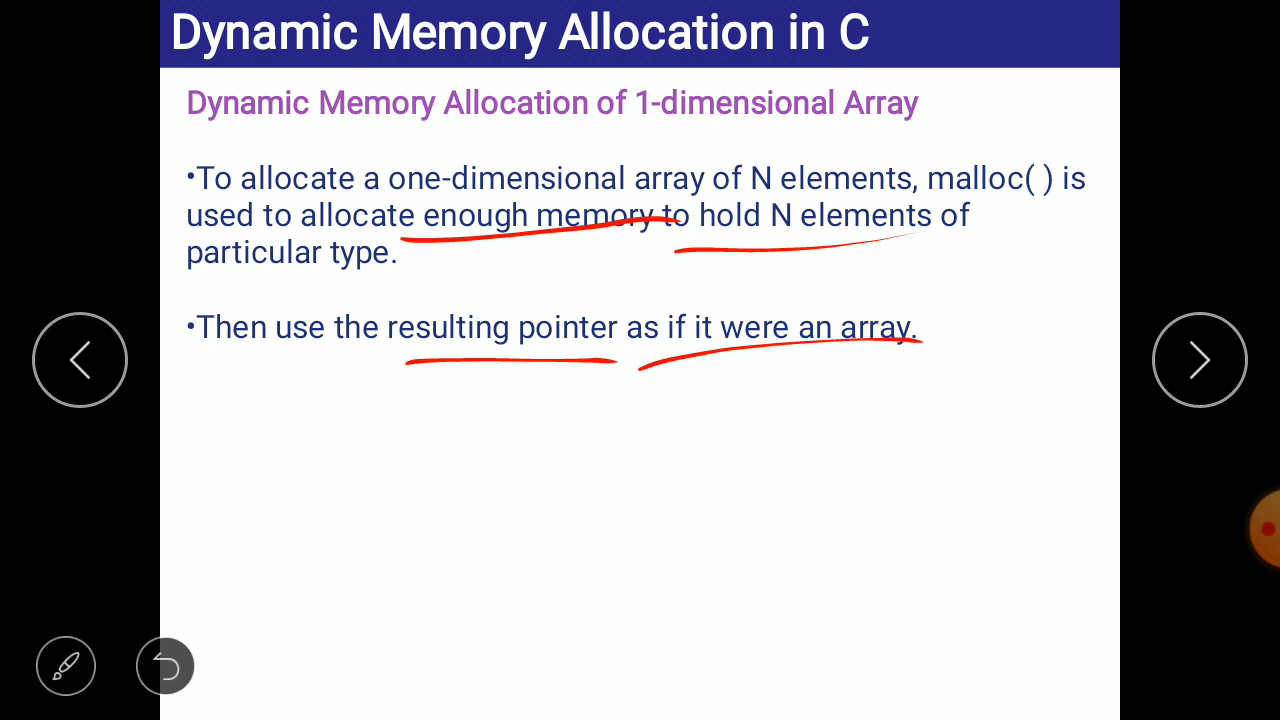 Dynamic Memory Allocation in C
Dynamic Memory Allocation of 1-dimensional Array
•To allocate a one-dimensional array of N elements, malloc( ) is
used to allocate enough memory to hold N elements of
particular type.
•Then use the resulting pointer as if it were an array.